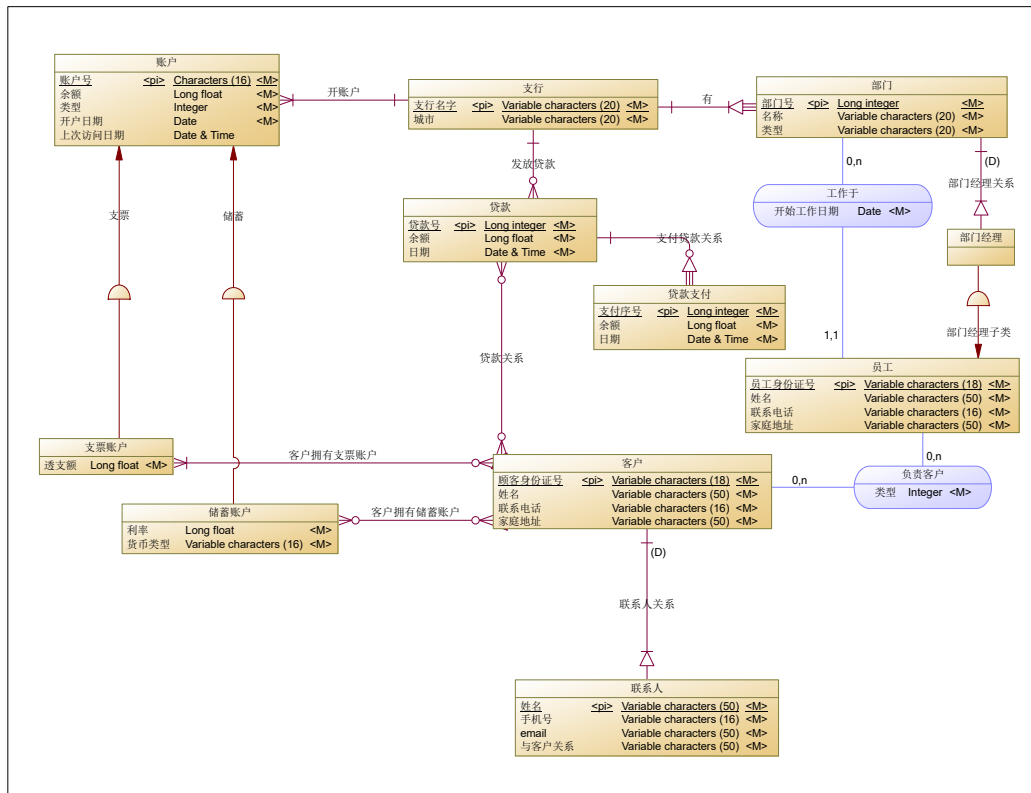 账户
账户号 <pi> Characters (16) <M>
余额 Long float <M>
类型 Integer <M>
开户日期 Date <M>
上次访问日期 Date & Time
开账户
支行
支行名字 <pi> Variable characters (20) <M>
城市 Variable characters (20) <M>
有
部门
部门号 <pi> Long integer <M>
名称 Variable characters (20) <M>
类型 Variable characters (20) <M>
0,n
(D)
发放贷款
部门经理关系
工作于
开始工作日期 Date <M>
支票
储蓄
贷款
贷款号 <pi> Long integer <M>
余额 Long float <M>
日期 Date & Time <M>
支付贷款关系
部门经理
贷款支付
支付序号 <pi> Long integer <M>
余额 Long float <M>
日期 Date & Time <M>
1,1
部门经理子类
贷款关系
员工
员工身份证号 <pi> Variable characters (18) <M>
姓名 Variable characters (50) <M>
联系电话 Variable characters (16) <M>
家庭地址 Variable characters (50) <M>
0,n
支票账户
透支额 Long float <M>
客户拥有支票账户
客户
顾客身份证号 <pi> Variable characters (18) <M>
姓名 Variable characters (50) <M>
联系电话 Variable characters (16) <M>
家庭地址 Variable characters (50) <M>
0,n
负责客户
类型 Integer <M>
储蓄账户
利率 Long float <M>
货币类型 Variable characters (16) <M>
客户拥有储蓄账户
(D)
联系人关系
联系人
姓名 <pi> Variable characters (50) <M>
手机号 Variable characters (16) <M>
email Variable characters (50) <M>
与客户关系 Variable characters (50) <M>